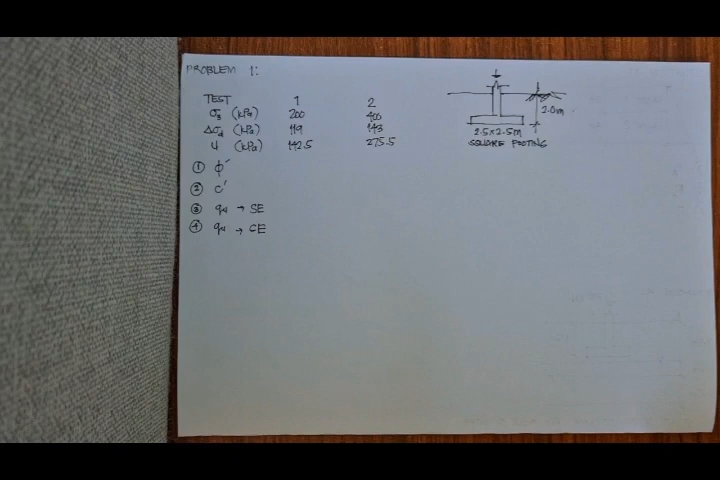 PROBLEM 1:
TEST 1 2
σ3 (kPa) 200 400
Δσd (kPa) 119 143
u (kPa) 142.5 275.5
① φ'
② c'
③ qu → SE
④ qu → GE
2.0m
2.5 x 2.5m
SQUARE FOOTING